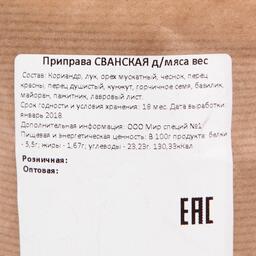 Приправа СВАНСКАЯ д/мяса вес
Состав: Кориандр, лук, орех мускатный, чеснок, перец
красный, перец душистый, кунжут, горчичное семя, базилик,
майоран, пажитник, лавровый лист.
Срок годности и условия хранения: 18 мес. Дата выработки:
январь 2018.
Дополнительная информация: ООО Мир специй №1
Пищевая и энергетическая ценность: В 100г продукта: белки
- 5,5г; жиры - 1,67г; углеводы - 23,23г. 130,33кКал
Розничная:
Оптовая:
EAC